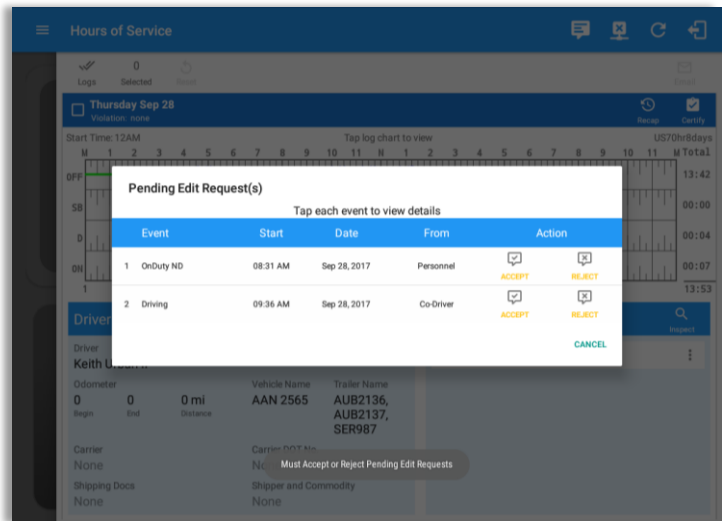 Hours of Service
Logs
0
Selected
Reset
Email
Thursday Sep 28
Violation: none
Recap
Certify
Start Time: 12AM
Tap log chart to view
US70hr8days
M 1 2 3 4 5 6 7 8 9 10 11 N 1 2 3 4 5 6 7 8 9 10 11 M Total
OFF 13:42
SB 00:00
D 00:04
ON 00:07
1 13:53
Pending Edit Request(s)
Tap each event to view details
Event Start Date From Action
1 OnDuty ND 08:31 AM Sep 28, 2017 Personnel ACCEPT REJECT
2 Driving 09:36 AM Sep 28, 2017 Co-Driver ACCEPT REJECT
CANCEL
Driver
Inspect
Driver
Keith
Odometer Vehicle Name Trailer Name
0 0 0 mi AAN 2565 AUB2136,
Begin End Distance AUB2137,
SER987
Carrier
None
Must Accept or Reject Pending Edit Requests
Shipping Docs Shipper and Commodity
None None